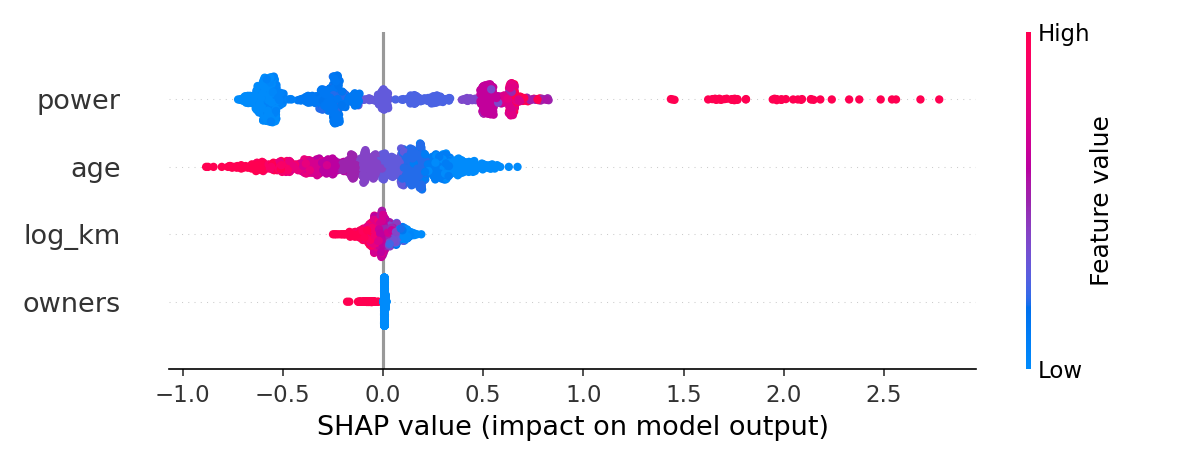 High
power
age
log_km
owners
Feature value
Low
−1.0 −0.5 0.0 0.5 1.0 1.5 2.0 2.5
SHAP value (impact on model output)